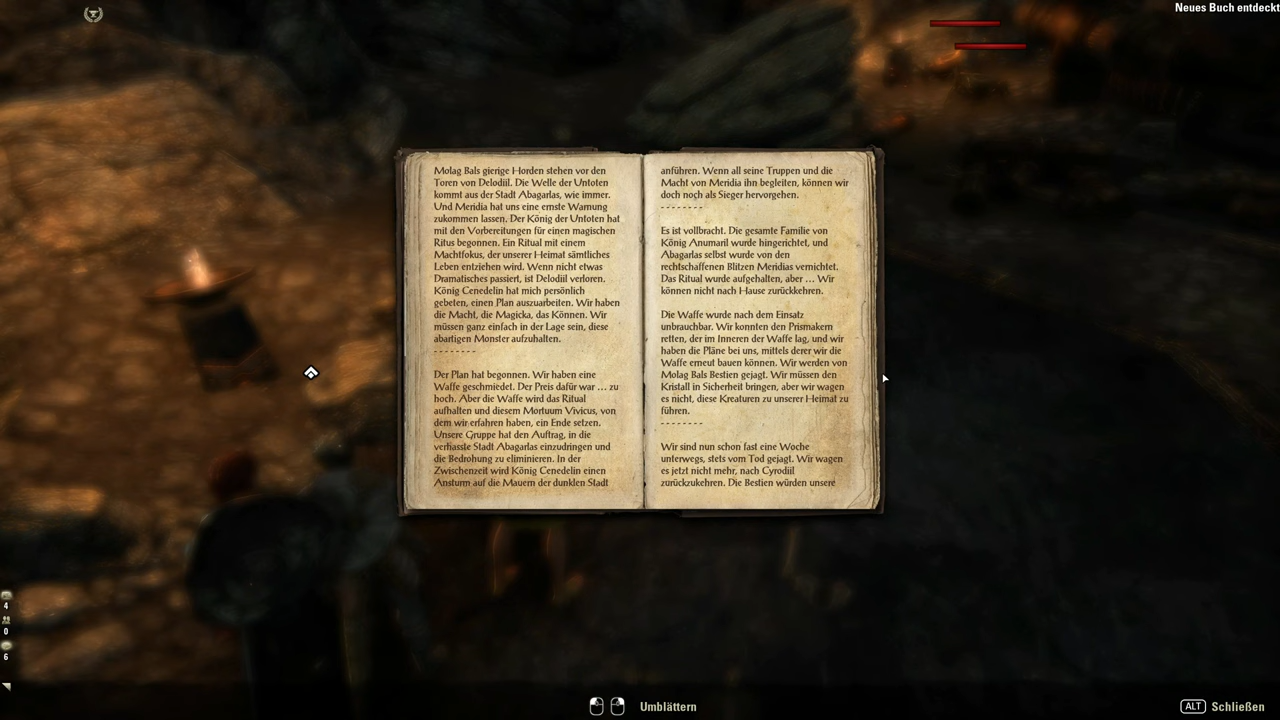 Neues Buch entdeckt
Molag Bals gierige Horden stehen vor den
Toren von Delodiil. Die Welle der Untoten
kommt aus der Stadt Abagarlas, wie immer.
Und Meridia hat uns eine ernste Warnung
zukommen lassen. Der König der Untoten hat
mit den Vorbereitungen für einen magischen
Ritus begonnen. Ein Ritual mit einem
Machtfokus, der unserer Heimat sämtliches
Leben entziehen wird. Wenn nicht etwas
Dramatisches passiert, ist Delodiil verloren.
König Cenedelin hat mich persönlich
gebeten, einen Plan auszuarbeiten. Wir haben
die Macht, die Magicka, das Können. Wir
müssen ganz einfach in der Lage sein, diese
abartigen Monster aufzuhalten.
- - - - - - - -
Der Plan hat begonnen. Wir haben eine
Waffe geschmiedet. Der Preis dafür war ... zu
hoch. Aber die Waffe wird das Ritual
aufhalten und diesem Mortuum Vivicus, von
dem wir erfahren haben, ein Ende setzen.
Unsere Gruppe hat den Auftrag, in die
verhasste Stadt Abagarlas einzudringen und
die Bedrohung zu eliminieren. In der
Zwischenzeit wird König Cenedelin einen
Ansturm auf die Mauern der dunklen Stadt
anführen. Wenn all seine Truppen und die
Macht von Meridia ihn begleiten, können wir
doch noch als Sieger hervorgehen.
- - - - - - - -
Es ist vollbracht. Die gesamte Familie von
König Anumaril wurde hingerichtet, und
Abagarlas selbst wurde von den
rechtschaffenen Blitzen Meridias vernichtet.
Das Ritual wurde aufgehalten, aber ... Wir
können nicht nach Hause zurückkehren.
Die Waffe wurde nach dem Einsatz
unbrauchbar. Wir konnten den Prismakern
retten, der im Inneren der Waffe lag, und wir
haben die Pläne bei uns, mittels derer wir die
Waffe erneut bauen können. Wir werden von
Molag Bals Bestien gejagt. Wir müssen den
Kristall in Sicherheit bringen, aber wir wagen
es nicht, diese Kreaturen zu unserer Heimat zu
führen.
- - - - - - - -
Wir sind nun schon fast eine Woche
unterwegs, stets vom Tod gejagt. Wir wagen
es jetzt nicht mehr, nach Cyrodiil
zurückzukehren. Die Bestien würden unsere
4
0
6
Umblättern
ALT Schließen